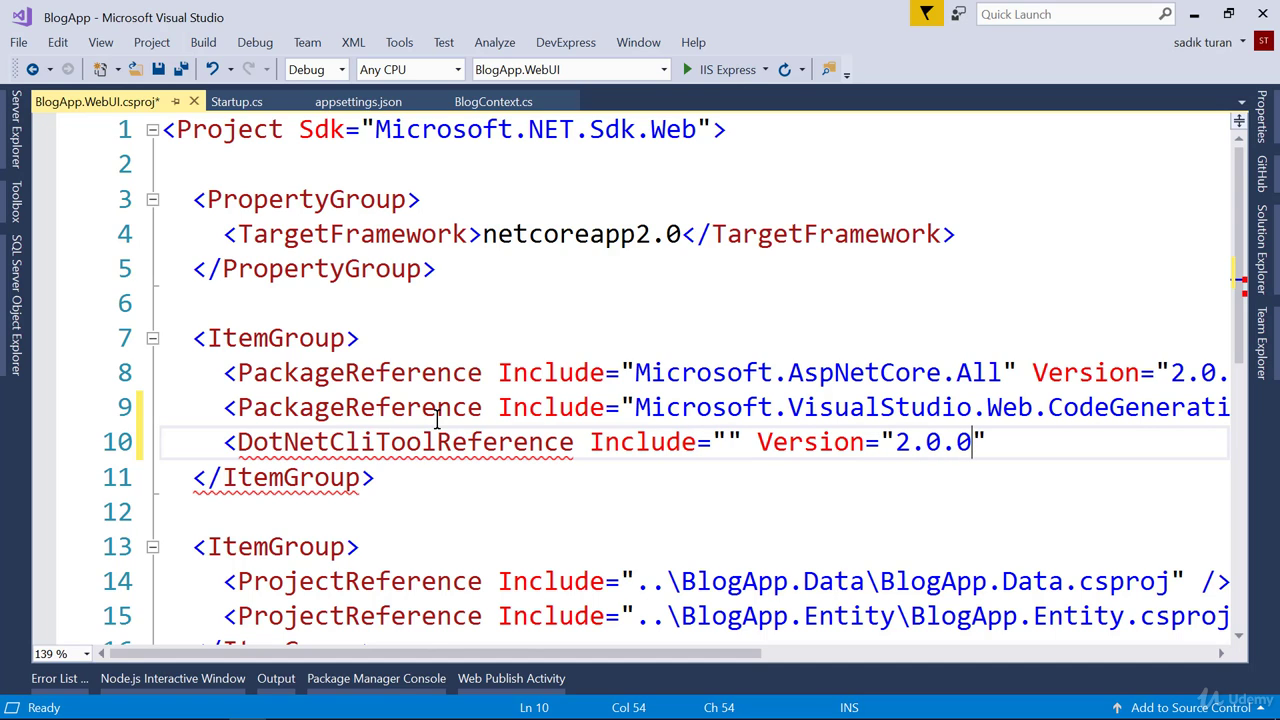 BlogApp - Microsoft Visual Studio
Quick Launch
File Edit View Project Build Debug Team XML Tools Test Analyze DevExpress Window Help
sadik turan
ST
Debug Any CPU BlogApp.WebUI IIS Express
BlogApp.WebUI.csproj* Startup.cs appsettings.json BlogContext.cs
Server Explorer
Toolbox
SQL Server Object Explorer
1 <Project Sdk="Microsoft.NET.Sdk.Web">
2
3 <PropertyGroup>
4 <TargetFramework>netcoreapp2.0</TargetFramework>
5 </PropertyGroup>
6
7 <ItemGroup>
8 <PackageReference Include="Microsoft.AspNetCore.All" Version="2.0.
9 <PackageReference Include="Microsoft.VisualStudio.Web.CodeGenerati
10 <DotNetCliToolReference Include="" Version="2.0.0"
11 </ItemGroup>
12
13 <ItemGroup>
14 <ProjectReference Include="..\BlogApp.Data\BlogApp.Data.csproj" />
15 <ProjectReference Include="..\BlogApp.Entity\BlogApp.Entity.csproj
Properties
GitHub
Solution Explorer
Team Explorer
139 %
Error List ... Node.js Interactive Window Output Package Manager Console Web Publish Activity
Ready Ln 10 Col 54 Ch 54 INS Add to Source Control
Udemy